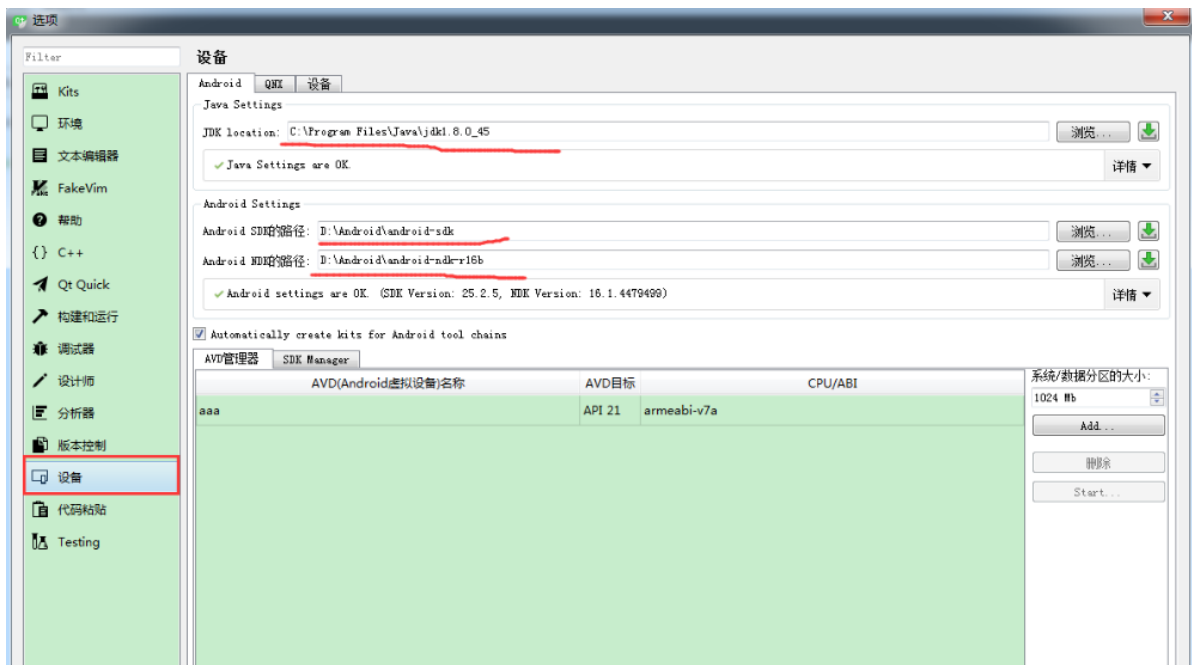 选项
Filter
Kits
环境
文本编辑器
FakeVim
帮助
{} C++
Qt Quick
构建和运行
调试器
设计师
分析器
版本控制
设备
代码粘贴
Testing
设备
Android QNX 设备
Java Settings
JDK location: C:\Program Files\Java\jdk1.8.0_45 浏览...
Java Settings are OK. 详情
Android Settings
Android SDK的路径: D:\Android\android-sdk 浏览...
Android NDK的路径: D:\Android\android-ndk-r16b 浏览...
Android settings are OK. (SDK Version: 25.2.5, NDK Version: 16.1.4479499) 详情
Automatically create kits for Android tool chains
AVD管理器 SDK Manager
AVD(Android虚拟设备)名称 AVD目标 CPU/ABI
aaa API 21 armeabi-v7a
系统/数据分区的大小:
1024 Mb
Add...
删除
Start...